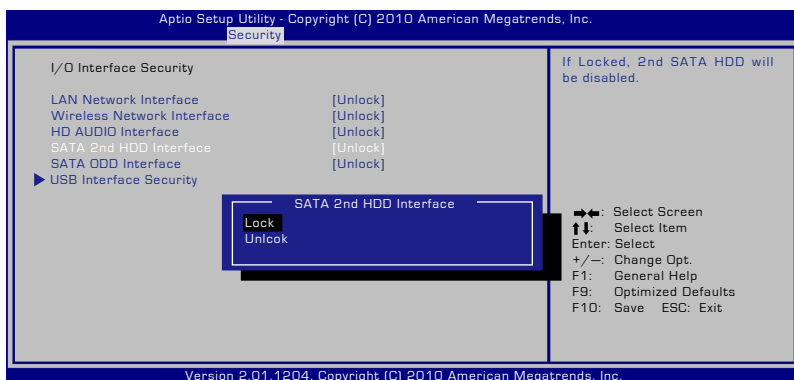 Aptio Setup Utility - Copyright (C) 2010 American Megatrends, Inc.
Security
I/O Interface Security
LAN Network Interface [Unlock]
Wireless Network Interface [Unlock]
HD AUDIO Interface [Unlock]
SATA 2nd HDD Interface [Unlock]
SATA ODD Interface [Unlock]
USB Interface Security
SATA 2nd HDD Interface
Lock
Unlcok
If Locked, 2nd SATA HDD will
be disabled.
→←: Select Screen
↑↓: Select Item
Enter: Select
+/—: Change Opt.
F1: General Help
F9: Optimized Defaults
F10: Save ESC: Exit
Version 2.01.1204. Copyright (C) 2010 American Megatrends, Inc.